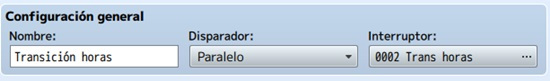 Configuración general
Nombre: Disparador: Interruptor:
Transición horas Paralelo 0002 Trans horas ...